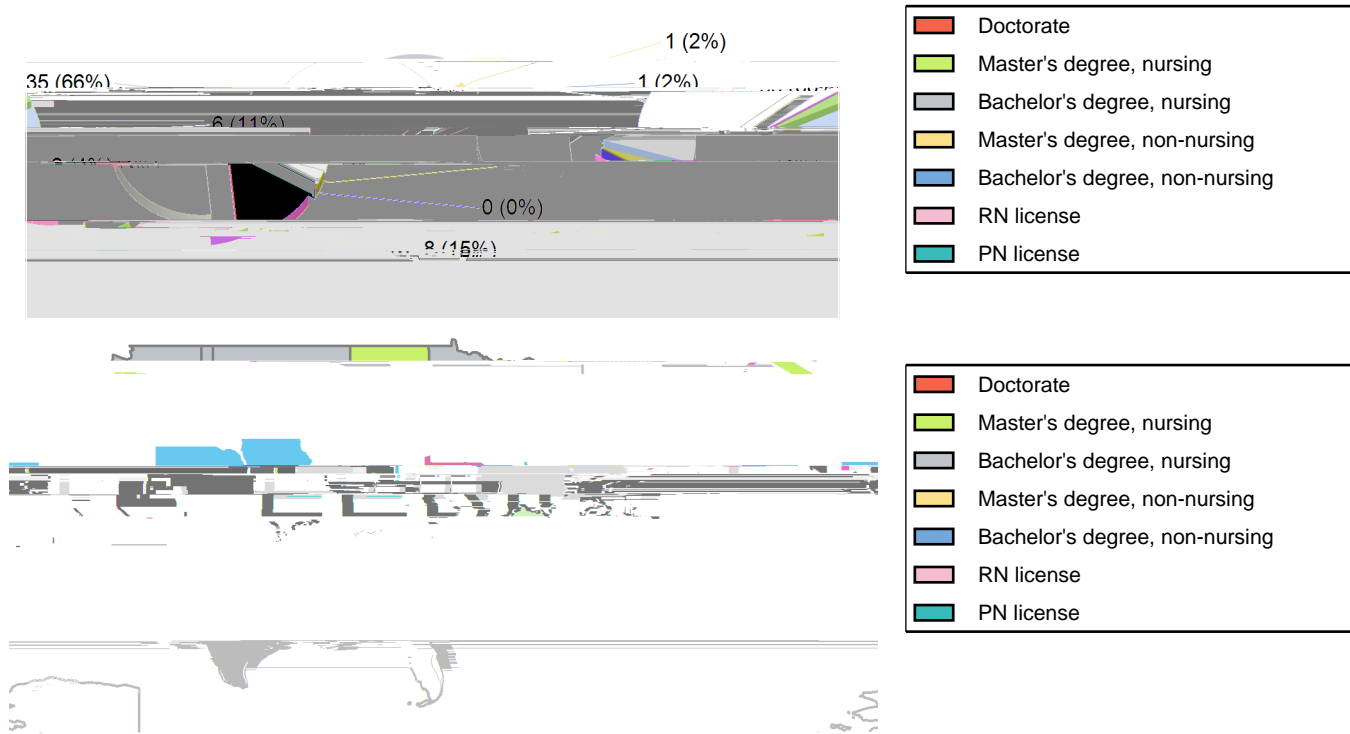 1 (2%)
35 (66%)
1 (2%)
6 (11%)
0 (0%)
8 (15%)
Doctorate
Master's degree, nursing
Bachelor's degree, nursing
Master's degree, non-nursing
Bachelor's degree, non-nursing
RN license
PN license
Doctorate
Master's degree, nursing
Bachelor's degree, nursing
Master's degree, non-nursing
Bachelor's degree, non-nursing
RN license
PN license